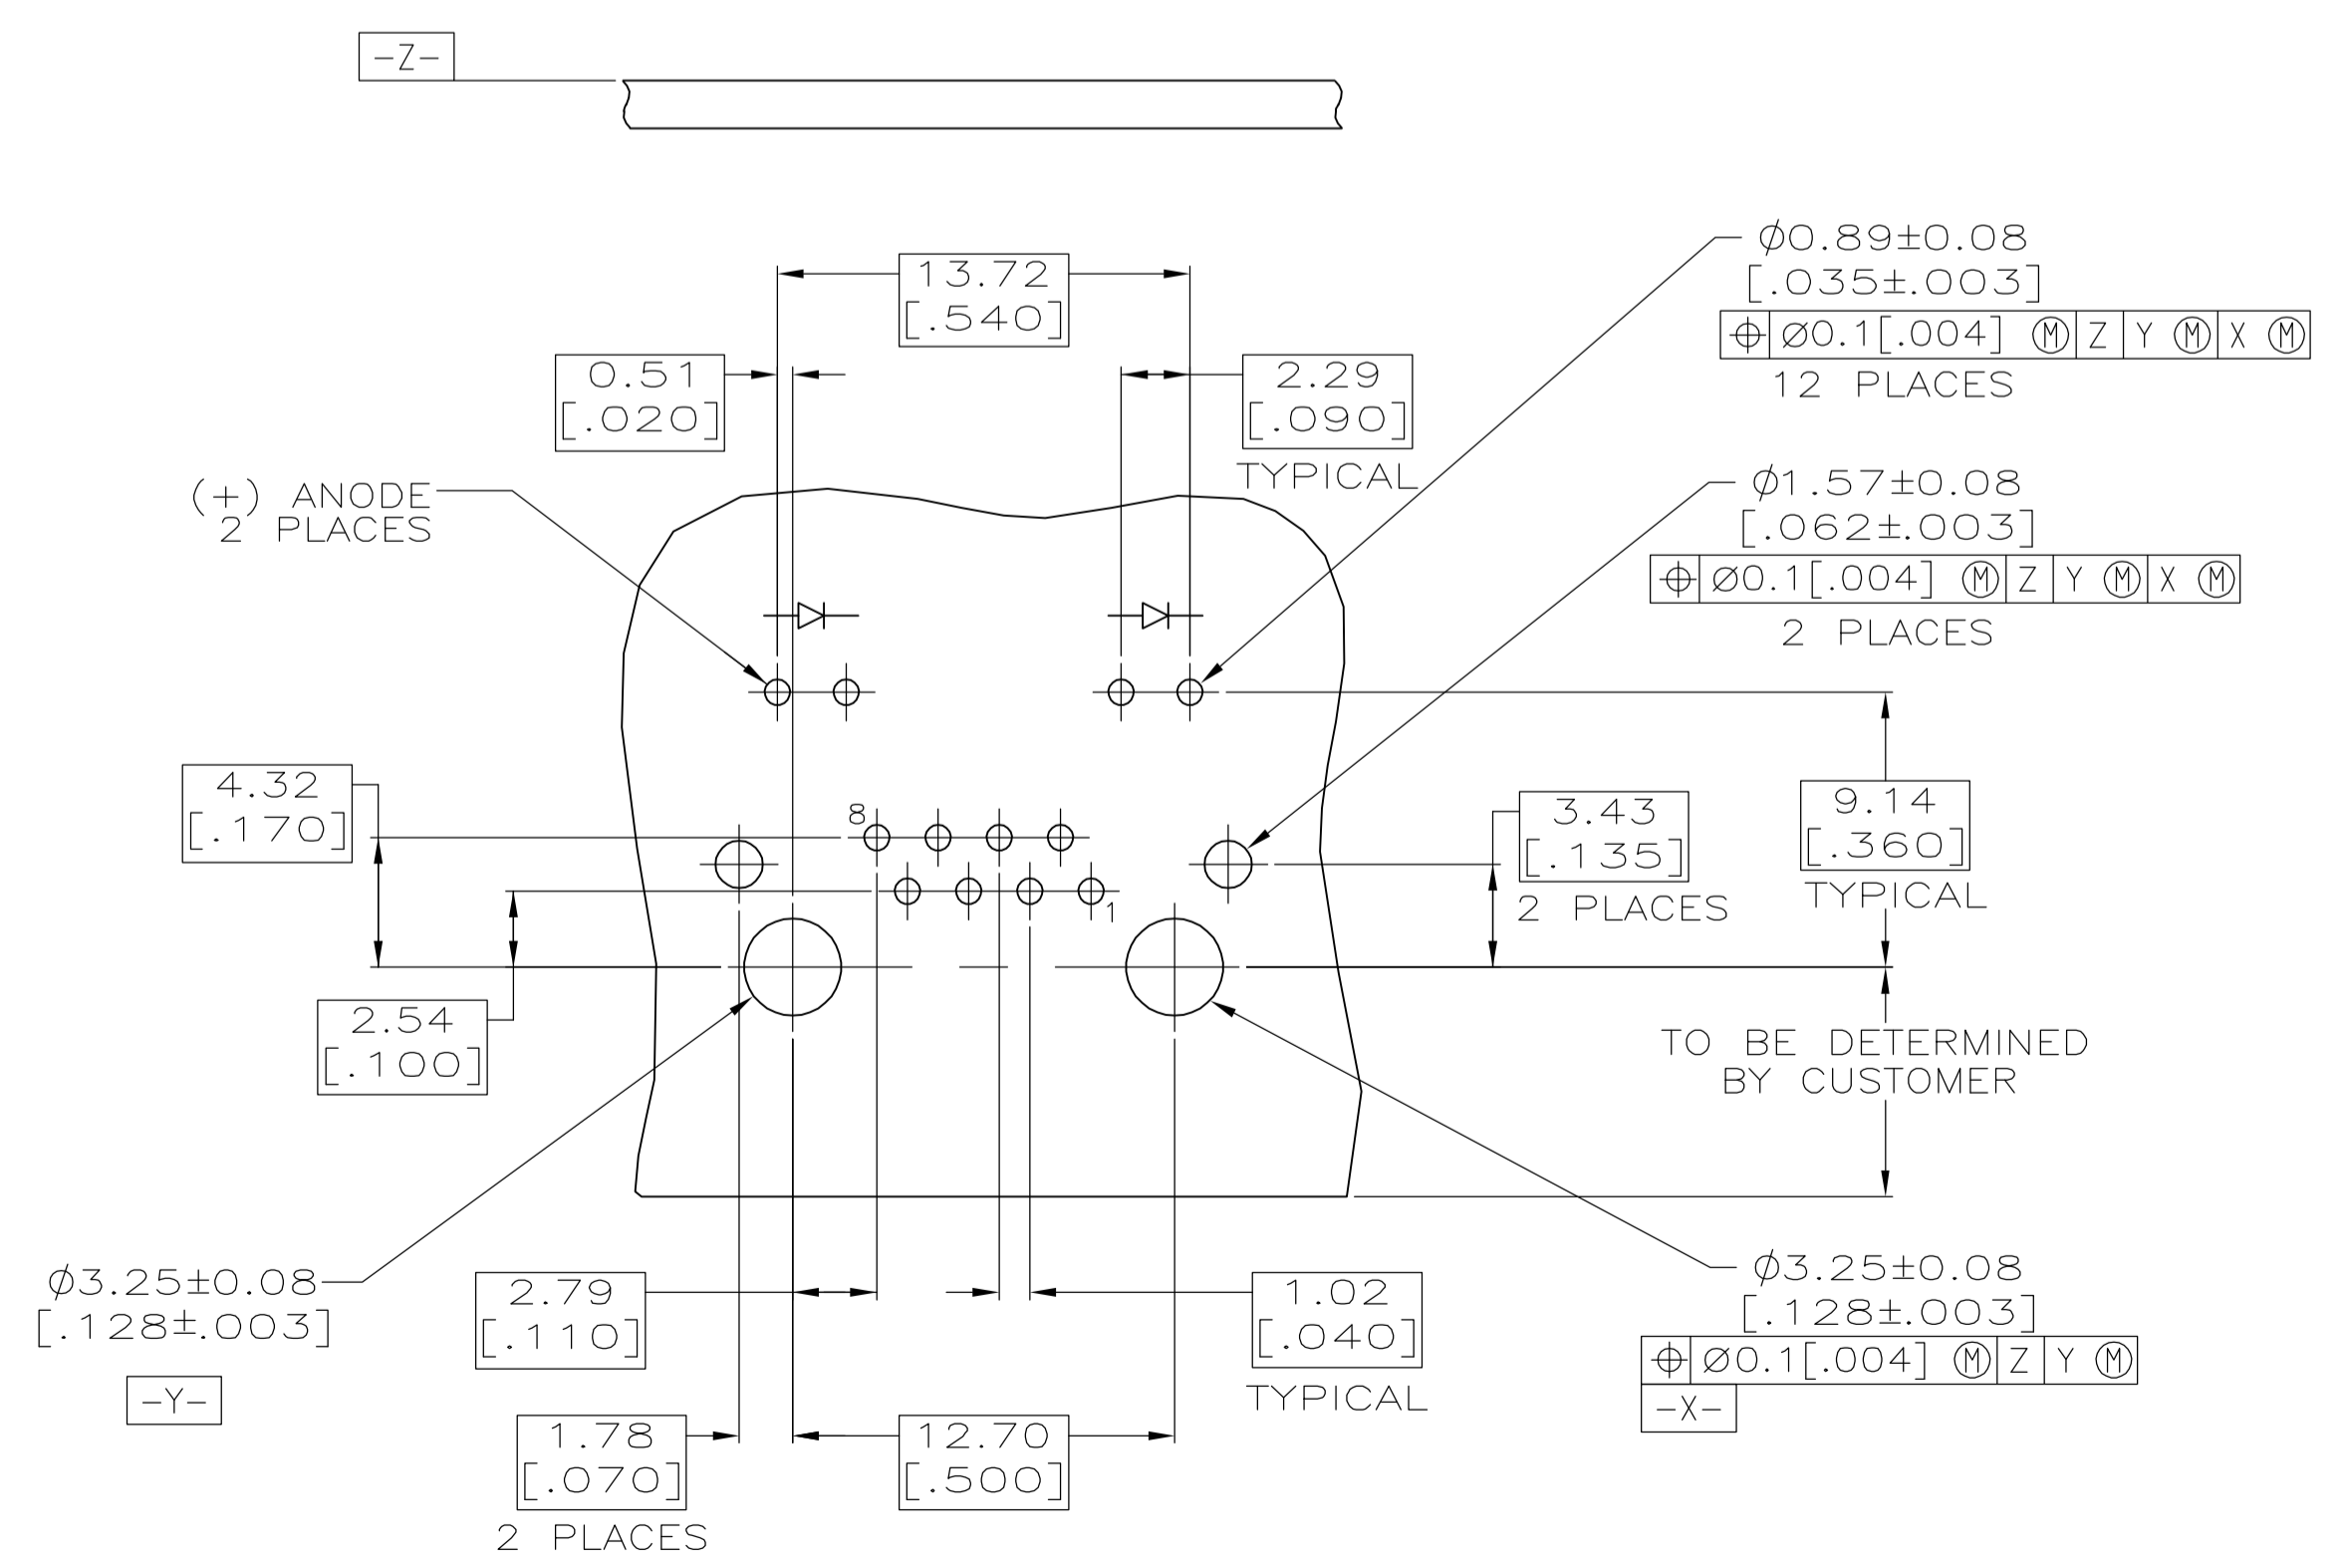 -Z-
13.72
[.540]
0.51
[.020]
2.29
[.090]
TYPICAL
Ø0.89±0.08
[.035±.003]
⌖ Ø0.1[.004] Ⓜ Z Y Ⓜ X Ⓜ
12 PLACES
(+) ANODE
2 PLACES
Ø1.57±0.08
[.062±.003]
⌖ Ø0.1[.004] Ⓜ Z Y Ⓜ X Ⓜ
2 PLACES
4.32
[.170]
8
1
3.43
[.135]
2 PLACES
9.14
[.360]
TYPICAL
2.54
[.100]
TO BE DETERMINED
BY CUSTOMER
Ø3.25±0.08
[.128±.003]
-Y-
2.79
[.110]
1.02
[.040]
TYPICAL
Ø3.25±0.08
[.128±.003]
⌖ Ø0.1[.004] Ⓜ Z Y Ⓜ
-X-
1.78
[.070]
2 PLACES
12.70
[.500]